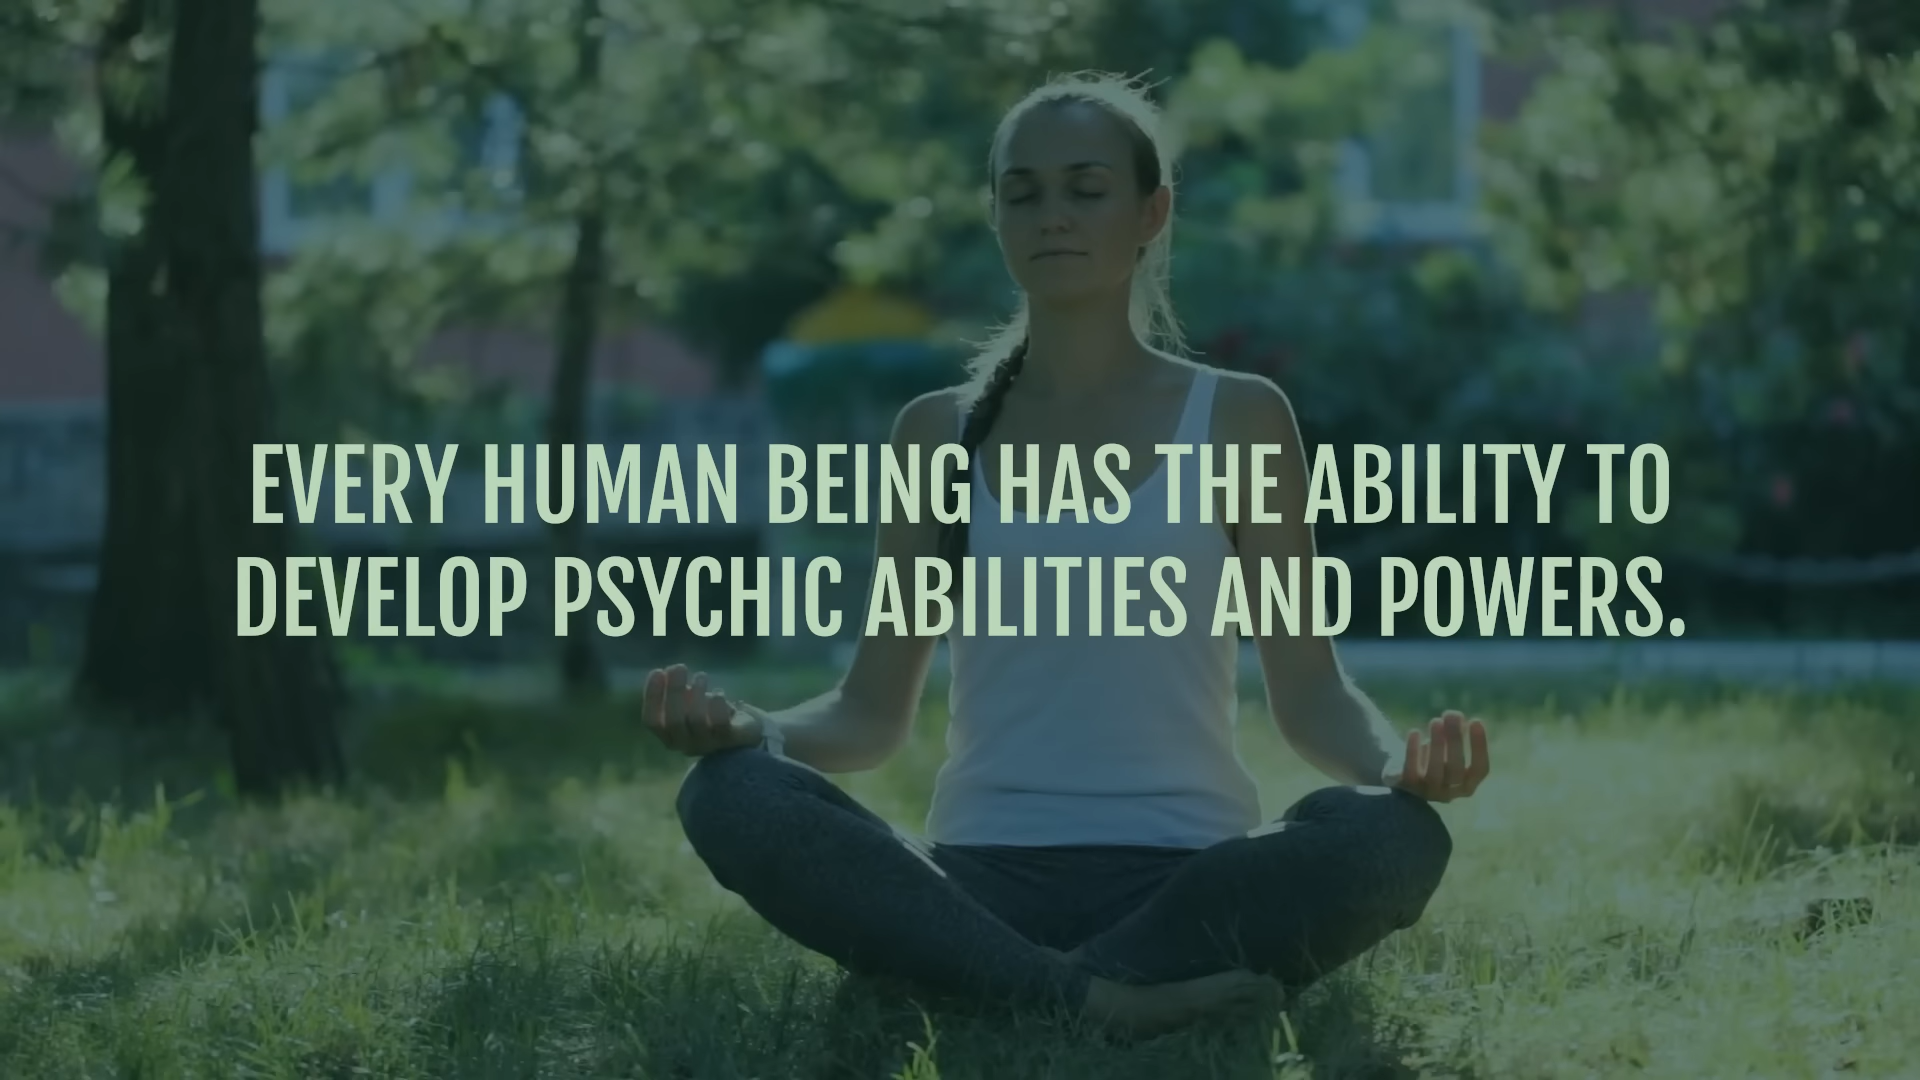 EVERY HUMAN BEING HAS THE ABILITY TO
DEVELOP PSYCHIC ABILITIES AND POWERS.